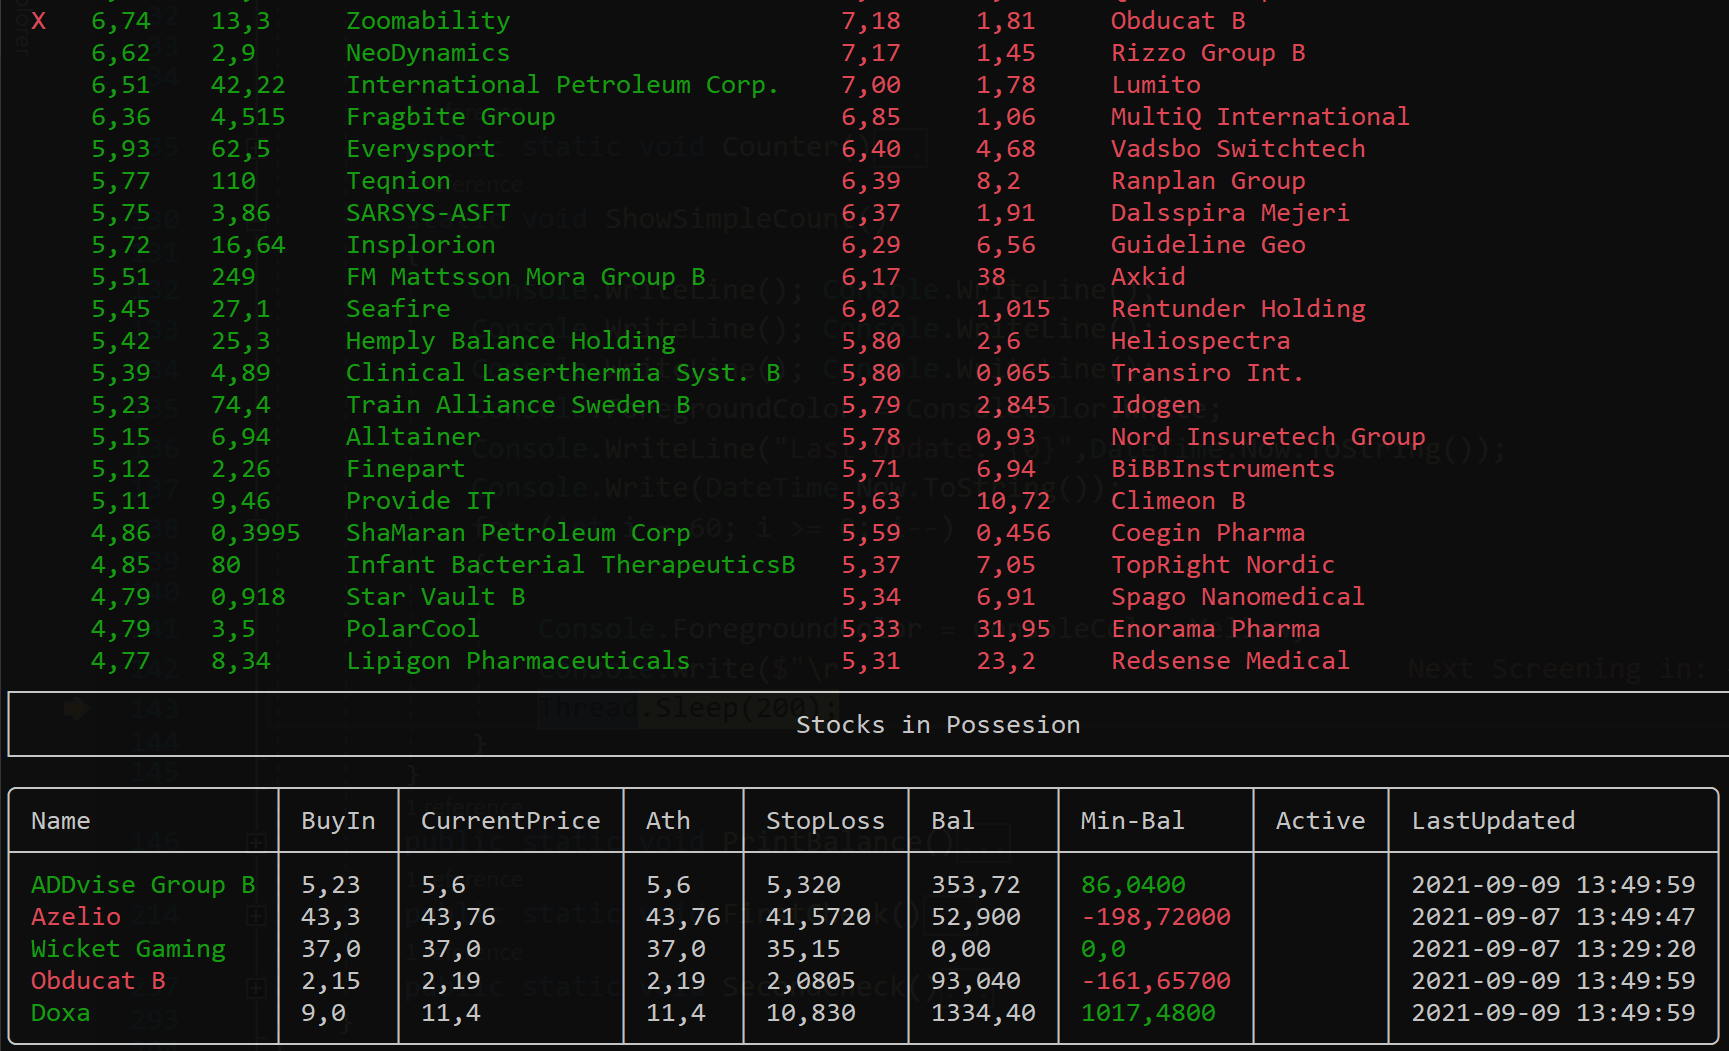 X 6,74 13,3 Zoomability 7,18 1,81 Obducat B
6,62 2,9 NeoDynamics 7,17 1,45 Rizzo Group B
6,51 42,22 International Petroleum Corp. 7,00 1,78 Lumito
6,36 4,515 Fragbite Group 6,85 1,06 MultiQ International
5,93 62,5 Everysport 6,40 4,68 Vadsbo Switchtech
5,77 110 Teqnion 6,39 8,2 Ranplan Group
5,75 3,86 SARSYS-ASFT 6,37 1,91 Dalsspira Mejeri
5,72 16,64 Insplorion 6,29 6,56 Guideline Geo
5,51 249 FM Mattsson Mora Group B 6,17 38 Axkid
5,45 27,1 Seafire 6,02 1,015 Rentunder Holding
5,42 25,3 Hemply Balance Holding 5,80 2,6 Heliospectra
5,39 4,89 Clinical Laserthermia Syst. B 5,80 0,065 Transiro Int.
5,23 74,4 Train Alliance Sweden B 5,79 2,845 Idogen
5,15 6,94 Alltainer 5,78 0,93 Nord Insuretech Group
5,12 2,26 Finepart 5,71 6,94 BiBBInstruments
5,11 9,46 Provide IT 5,63 10,72 Climeon B
4,86 0,3995 ShaMaran Petroleum Corp 5,59 0,456 Coegin Pharma
4,85 80 Infant Bacterial TherapeuticsB 5,37 7,05 TopRight Nordic
4,79 0,918 Star Vault B 5,34 6,91 Spago Nanomedical
4,79 3,5 PolarCool 5,33 31,95 Enorama Pharma
4,77 8,34 Lipigon Pharmaceuticals 5,31 23,2 Redsense Medical
Next Screening in:
Thread.Sleep(200);
Stocks in Possesion
Name BuyIn CurrentPrice Ath StopLoss Bal Min-Bal Active LastUpdated
ADDvise Group B 5,23 5,6 5,6 5,320 353,72 86,0400 2021-09-09 13:49:59
Azelio 43,3 43,76 43,76 41,5720 52,900 -198,72000 2021-09-07 13:49:47
Wicket Gaming 37,0 37,0 37,0 35,15 0,00 0,0 2021-09-07 13:29:20
Obducat B 2,15 2,19 2,19 2,0805 93,040 -161,65700 2021-09-09 13:49:59
Doxa 9,0 11,4 11,4 10,830 1334,40 1017,4800 2021-09-09 13:49:59